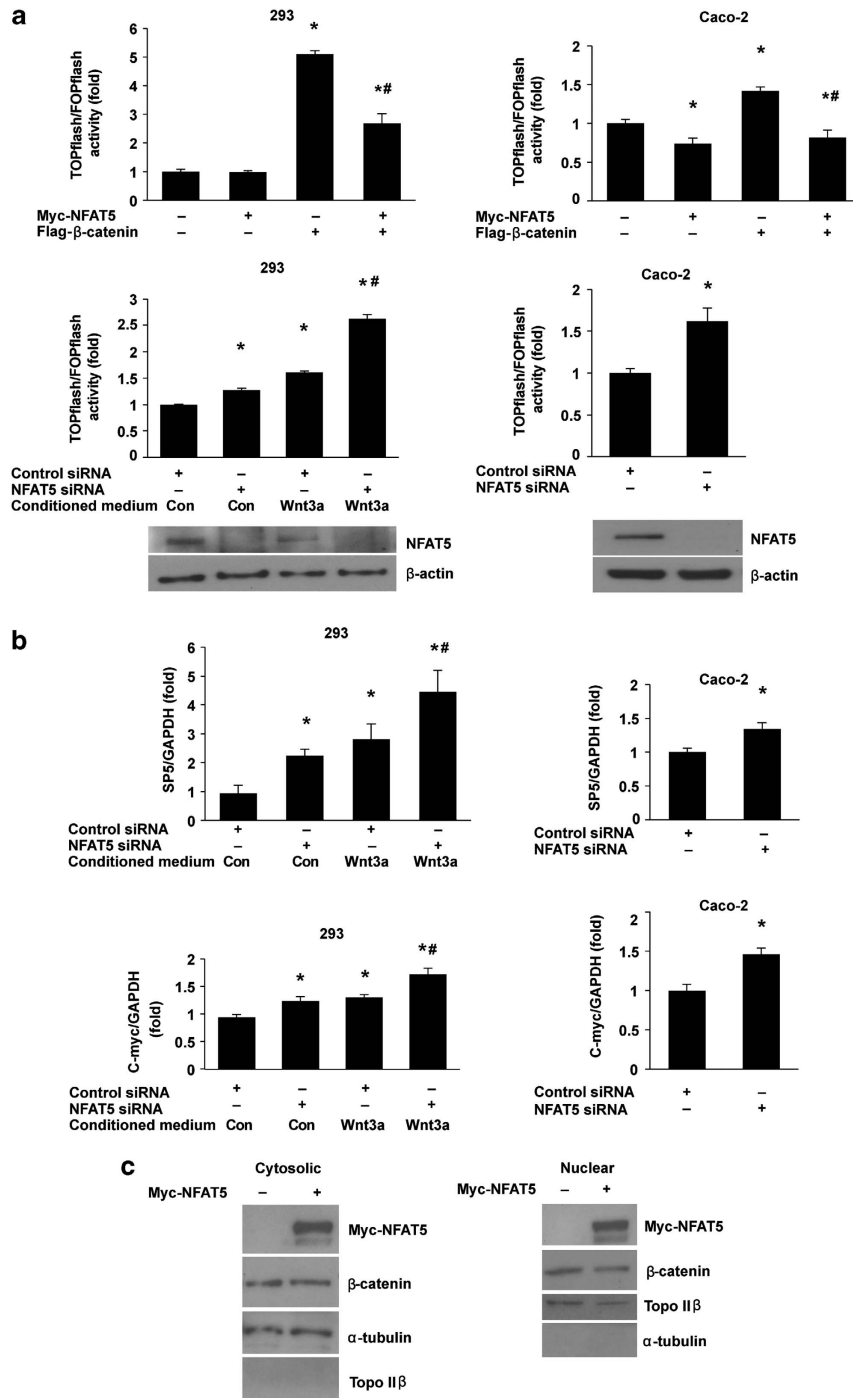 a
293
TOPflash/FOPflash
activity (fold)
6
5
4
3
2
1
0
* *#
Myc-NFAT5 – + – +
Flag-β-catenin – – + +
Caco-2
TOPflash/FOPflash
activity (fold)
2
1.5
1
0.5
0
* * *#
Myc-NFAT5 – + – +
Flag-β-catenin – – + +
293
TOPflash/FOPflash
activity (fold)
3
2.5
2
1.5
1
0.5
0
* * *#
Control siRNA + – + –
NFAT5 siRNA – + – +
Conditioned medium Con Con Wnt3a Wnt3a
NFAT5
β-actin
Caco-2
TOPflash/FOPflash
activity (fold)
2
1.5
1
0.5
0
*
Control siRNA + –
NFAT5 siRNA – +
NFAT5
β-actin
b
293
SP5/GAPDH (fold)
6
5
4
3
2
1
0
* * *#
Control siRNA + – + –
NFAT5 siRNA – + – +
Conditioned medium Con Con Wnt3a Wnt3a
Caco-2
SP5/GAPDH (fold)
2
1.5
1
0.5
0
*
Control siRNA + –
NFAT5 siRNA – +
293
C-myc/GAPDH
(fold)
2
1.5
1
0.5
0
* * *#
Control siRNA + – + –
NFAT5 siRNA – + – +
Conditioned medium Con Con Wnt3a Wnt3a
Caco-2
C-myc/GAPDH (fold)
2
1.5
1
0.5
0
*
Control siRNA + –
NFAT5 siRNA – +
c
Cytosolic
Myc-NFAT5 – +
Myc-NFAT5
β-catenin
α-tubulin
Topo IIβ
Nuclear
Myc-NFAT5 – +
Myc-NFAT5
β-catenin
Topo IIβ
α-tubulin